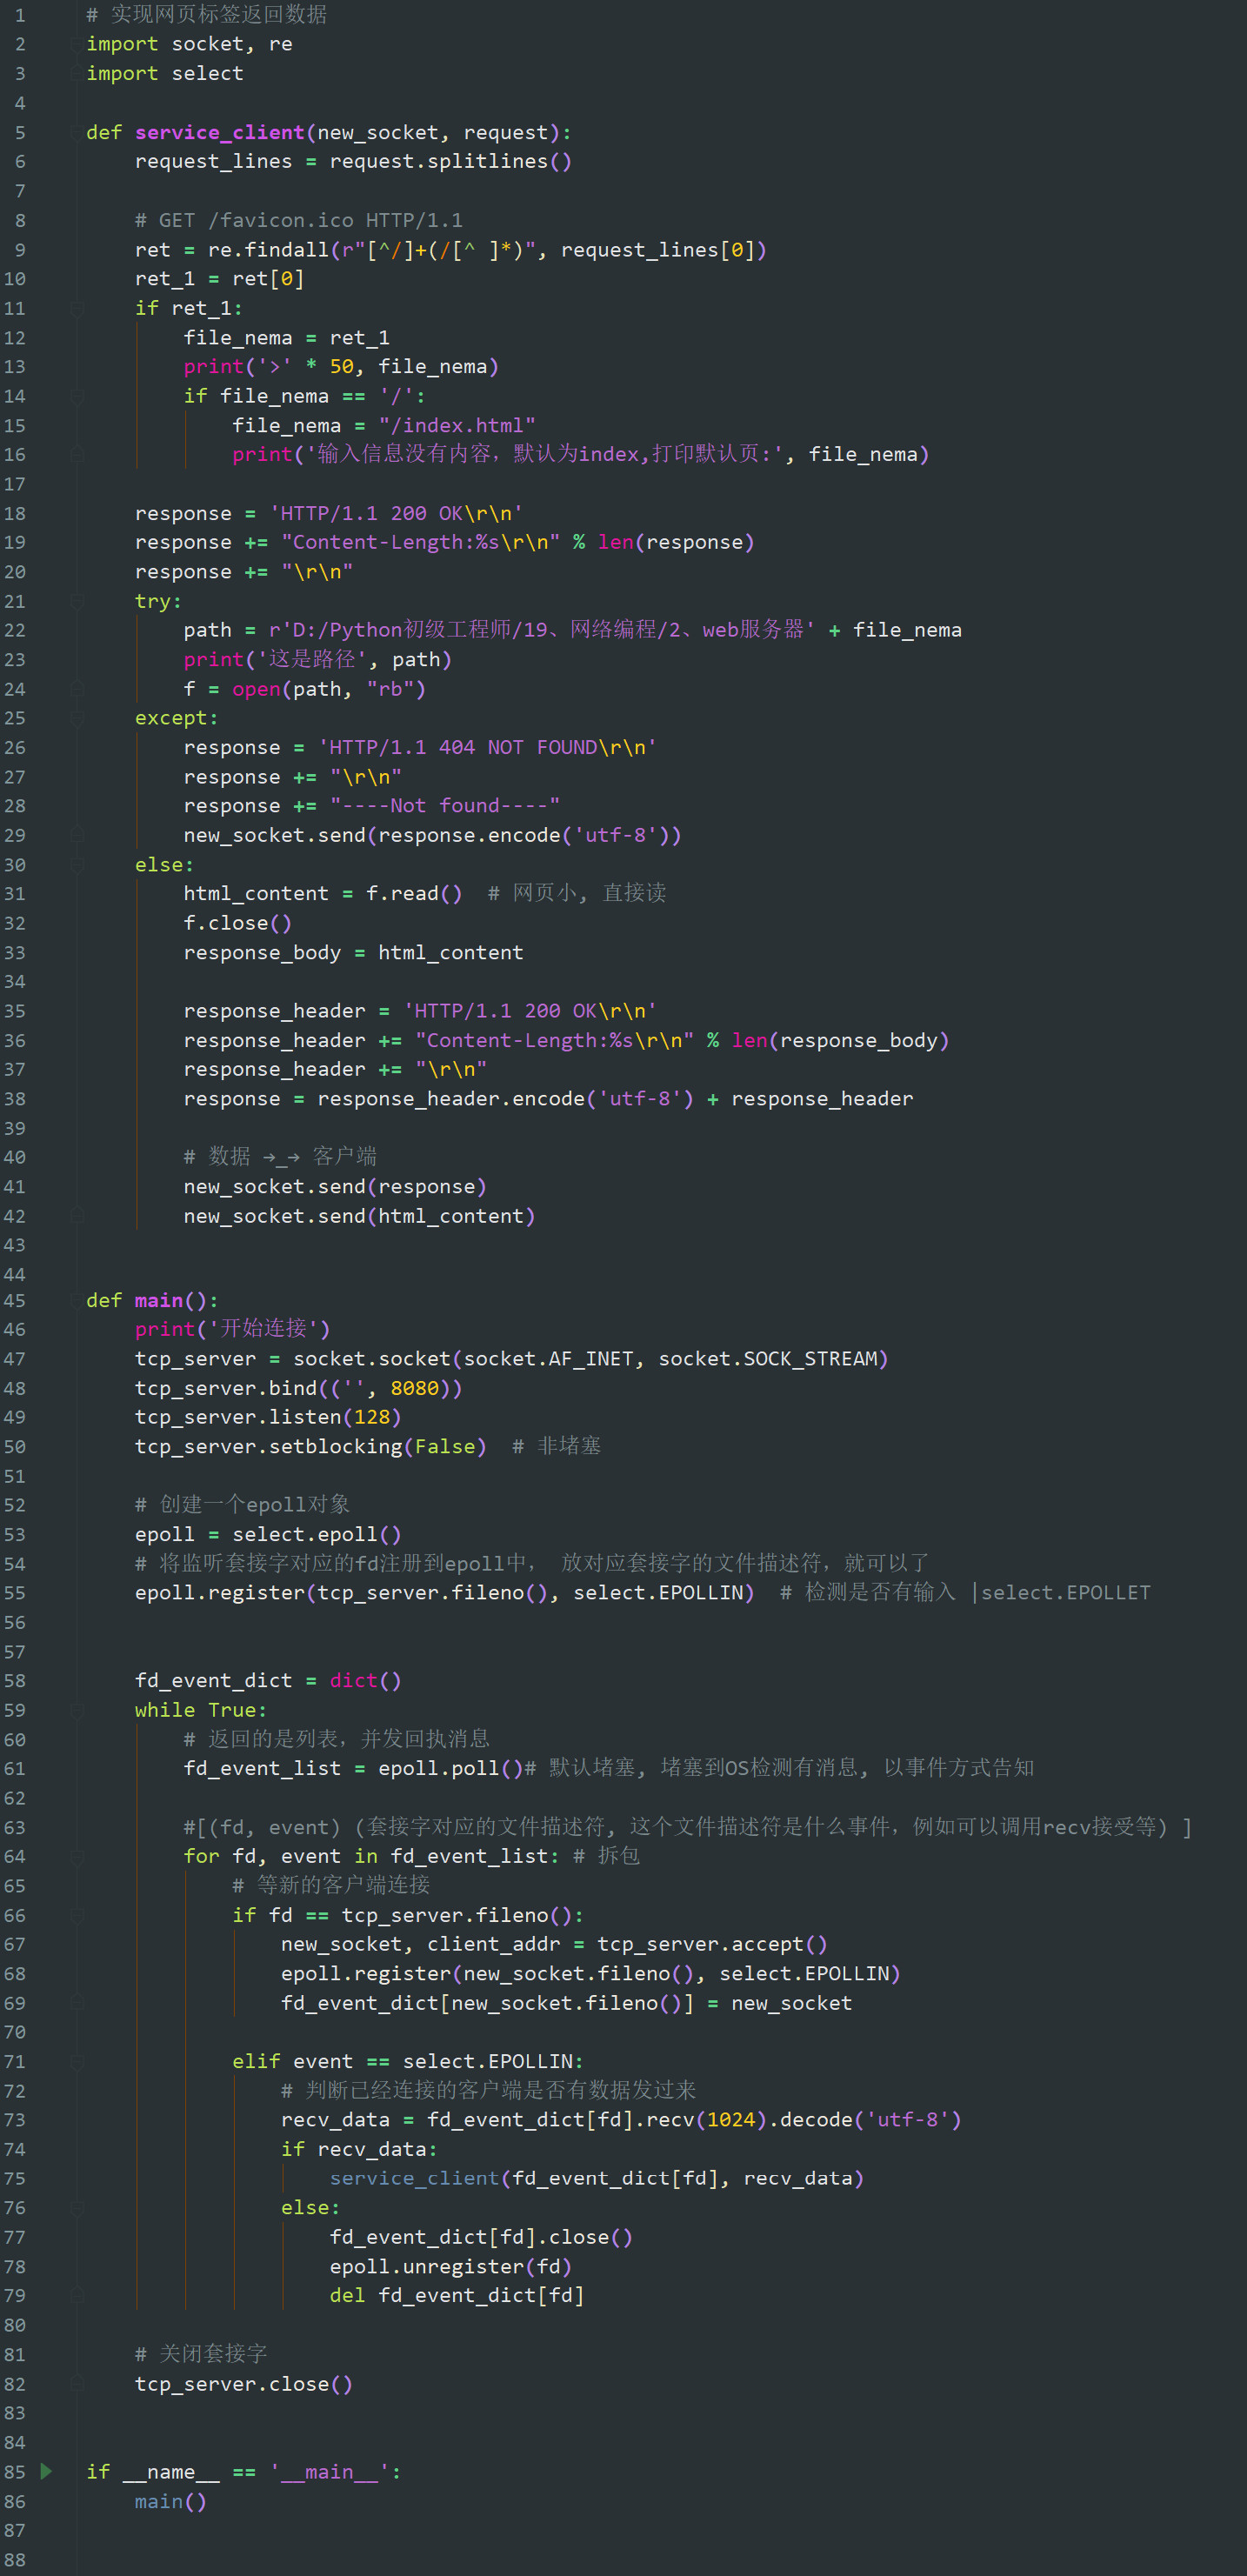 1 # 实现网页标签返回数据
2 import socket, re
3 import select
4
5 def service_client(new_socket, request):
6     request_lines = request.splitlines()
7
8     # GET /favicon.ico HTTP/1.1
9     ret = re.findall(r"[^/]+(/[^ ]*)", request_lines[0])
10     ret_1 = ret[0]
11     if ret_1:
12         file_nema = ret_1
13         print('>' * 50, file_nema)
14         if file_nema == '/':
15             file_nema = "/index.html"
16             print('输入信息没有内容，默认为index,打印默认页:', file_nema)
17
18     response = 'HTTP/1.1 200 OK\r\n'
19     response += "Content-Length:%s\r\n" % len(response)
20     response += "\r\n"
21     try:
22         path = r'D:/Python初级工程师/19、网络编程/2、web服务器' + file_nema
23         print('这是路径', path)
24         f = open(path, "rb")
25     except:
26         response = 'HTTP/1.1 404 NOT FOUND\r\n'
27         response += "\r\n"
28         response += "----Not found----"
29         new_socket.send(response.encode('utf-8'))
30     else:
31         html_content = f.read()  # 网页小, 直接读
32         f.close()
33         response_body = html_content
34
35         response_header = 'HTTP/1.1 200 OK\r\n'
36         response_header += "Content-Length:%s\r\n" % len(response_body)
37         response_header += "\r\n"
38         response = response_header.encode('utf-8') + response_header
39
40         # 数据 →_→ 客户端
41         new_socket.send(response)
42         new_socket.send(html_content)
43
44
45 def main():
46     print('开始连接')
47     tcp_server = socket.socket(socket.AF_INET, socket.SOCK_STREAM)
48     tcp_server.bind(('', 8080))
49     tcp_server.listen(128)
50     tcp_server.setblocking(False)  # 非堵塞
51
52     # 创建一个epoll对象
53     epoll = select.epoll()
54     # 将监听套接字对应的fd注册到epoll中， 放对应套接字的文件描述符，就可以了
55     epoll.register(tcp_server.fileno(), select.EPOLLIN)  # 检测是否有输入 |select.EPOLLET
56
57
58     fd_event_dict = dict()
59     while True:
60         # 返回的是列表，并发回执消息
61         fd_event_list = epoll.poll()# 默认堵塞, 堵塞到OS检测有消息, 以事件方式告知
62
63         #[(fd, event) (套接字对应的文件描述符, 这个文件描述符是什么事件，例如可以调用recv接受等) ]
64         for fd, event in fd_event_list: # 拆包
65             # 等新的客户端连接
66             if fd == tcp_server.fileno():
67                 new_socket, client_addr = tcp_server.accept()
68                 epoll.register(new_socket.fileno(), select.EPOLLIN)
69                 fd_event_dict[new_socket.fileno()] = new_socket
70
71             elif event == select.EPOLLIN:
72                 # 判断已经连接的客户端是否有数据发过来
73                 recv_data = fd_event_dict[fd].recv(1024).decode('utf-8')
74                 if recv_data:
75                     service_client(fd_event_dict[fd], recv_data)
76                 else:
77                     fd_event_dict[fd].close()
78                     epoll.unregister(fd)
79                     del fd_event_dict[fd]
80
81     # 关闭套接字
82     tcp_server.close()
83
84
85 if __name__ == '__main__':
86     main()
87
88